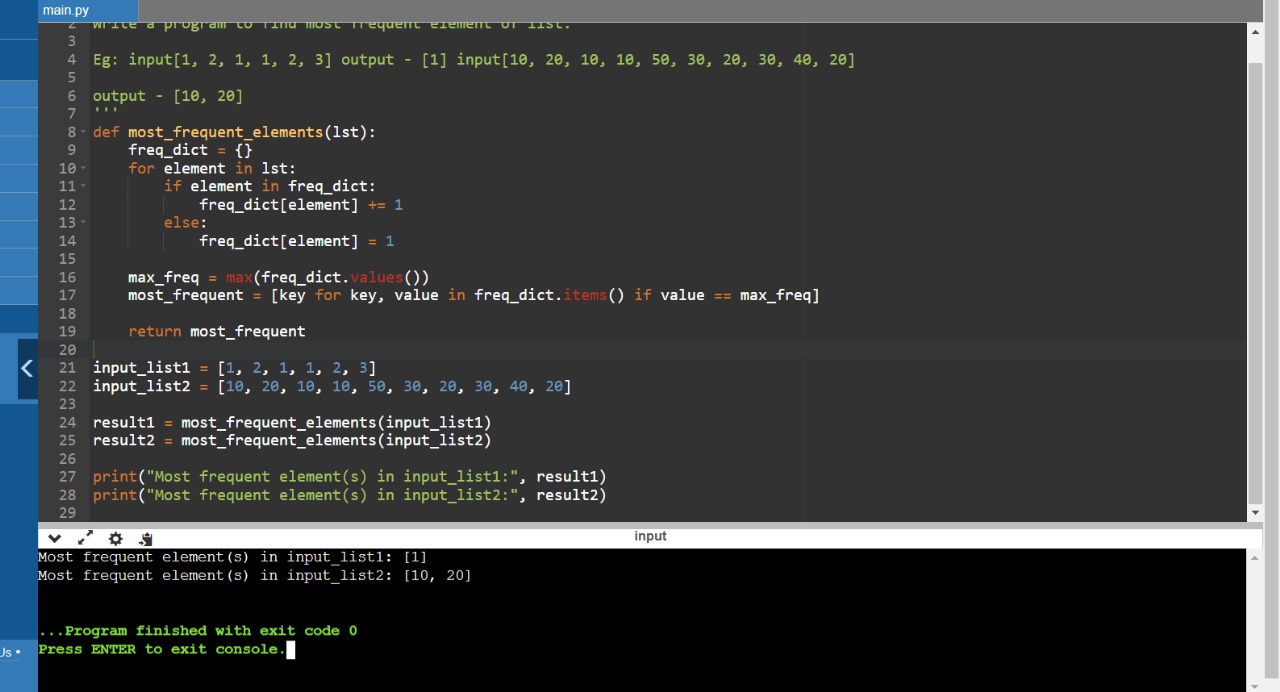 main.py
2 Write a program to find most frequent element of list.
3
4 Eg: input[1, 2, 1, 1, 2, 3] output - [1] input[10, 20, 10, 10, 50, 30, 20, 30, 40, 20]
5
6 output - [10, 20]
7 '''
8 def most_frequent_elements(lst):
9     freq_dict = {}
10     for element in lst:
11         if element in freq_dict:
12             freq_dict[element] += 1
13         else:
14             freq_dict[element] = 1
15
16     max_freq = max(freq_dict.values())
17     most_frequent = [key for key, value in freq_dict.items() if value == max_freq]
18
19     return most_frequent
20
21 input_list1 = [1, 2, 1, 1, 2, 3]
22 input_list2 = [10, 20, 10, 10, 50, 30, 20, 30, 40, 20]
23
24 result1 = most_frequent_elements(input_list1)
25 result2 = most_frequent_elements(input_list2)
26
27 print("Most frequent element(s) in input_list1:", result1)
28 print("Most frequent element(s) in input_list2:", result2)
29
input
Most frequent element(s) in input_list1: [1]
Most frequent element(s) in input_list2: [10, 20]
...Program finished with exit code 0
Us •
Press ENTER to exit console.